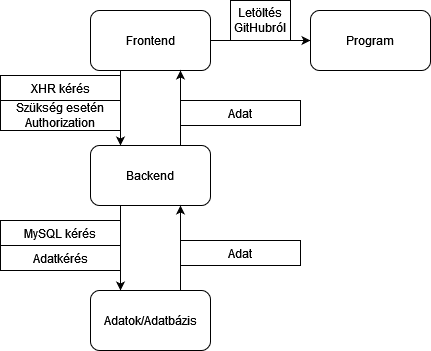 Frontend
Letöltés
GitHubról
Program
XHR kérés
Szükség esetén
Authorization
Adat
Backend
MySQL kérés
Adatkérés
Adat
Adatok/Adatbázis